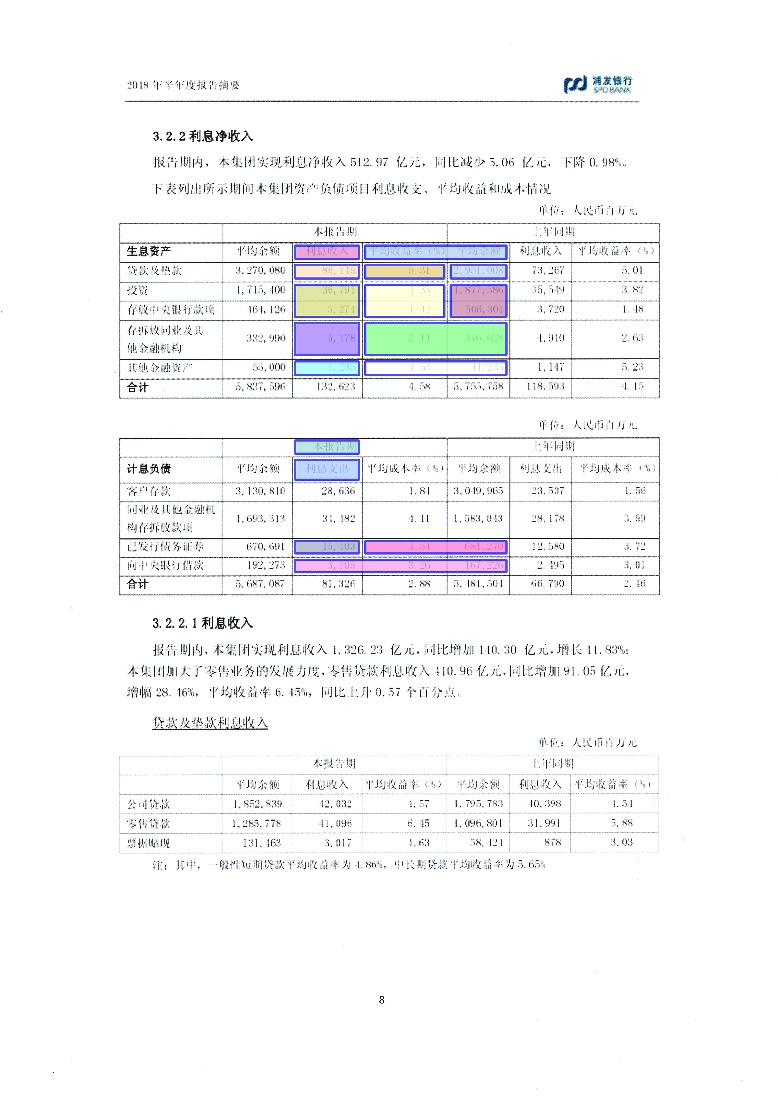 2018 年半年度报告摘要
浦发银行
SPD BANK
3.2.2 利息净收入
报告期内，本集团实现利息净收入 512.97 亿元，同比减少 5.06 亿元，下降 0.98%。
下表列出所示期间本集团资产负债项目利息收支、平均收益和成本情况
单位：人民币百万元
本报告期 上年同期
生息资产 平均余额 利息收入 平均收益率（%） 平均余额 利息收入 平均收益率（%）
贷款及垫款 3,270,080 86,145 5.31 2,951,008 73,267 5.01
投资 1,715,400 1,877,586 35,549 3.82
存放中央银行款项 464,126 3,274 1.42 506,301 3,720 1.48
存拆放同业及其
他金融机构 332,990 5,178 3.14 4,910 2.63
其他金融资产 55,000 1,147 5.23
合计 5,837,596 132,623 4.58 5,755,758 118,593 4.15
单位：人民币百万元
本报告期 上年同期
计息负债 平均余额 利息支出 平均成本率（%） 平均余额 利息支出 平均成本率（%）
客户存款 3,130,810 28,636 1.84 3,049,965 23,537 1.56
同业及其他金融机
构存拆放款项 1,693,313 34,482 4.11 1,583,043 28,178 3.59
已发行债务证券 670,691 15,103 4.54 681,270 12,580 3.72
向中央银行借款 192,273 3,105 3.26 167,226 2,495 3.01
合计 5,687,087 81,326 2.88 5,481,504 66,790 2.46
3.2.2.1 利息收入
报告期内，本集团实现利息收入 1,326.23 亿元，同比增加 140.30 亿元，增长 11.83%；
本集团加大了零售业务的发展力度，零售贷款利息收入 410.96 亿元，同比增加 91.05 亿元，
增幅 28.46%，平均收益率 6.45%，同比上升 0.57 个百分点。
贷款及垫款利息收入
单位：人民币百万元
本报告期 上年同期
平均余额 利息收入 平均收益率（%） 平均余额 利息收入 平均收益率（%）
公司贷款 1,852,839 42,032 4.57 1,795,783 40,398 4.54
零售贷款 1,285,778 41,096 6.45 1,096,801 31,991 5.88
票据贴现 131,463 3,017 4.63 58,424 878 3.03
注：其中，一般性短期贷款平均收益率为 4.86%，中长期贷款平均收益率为 5.65%
8